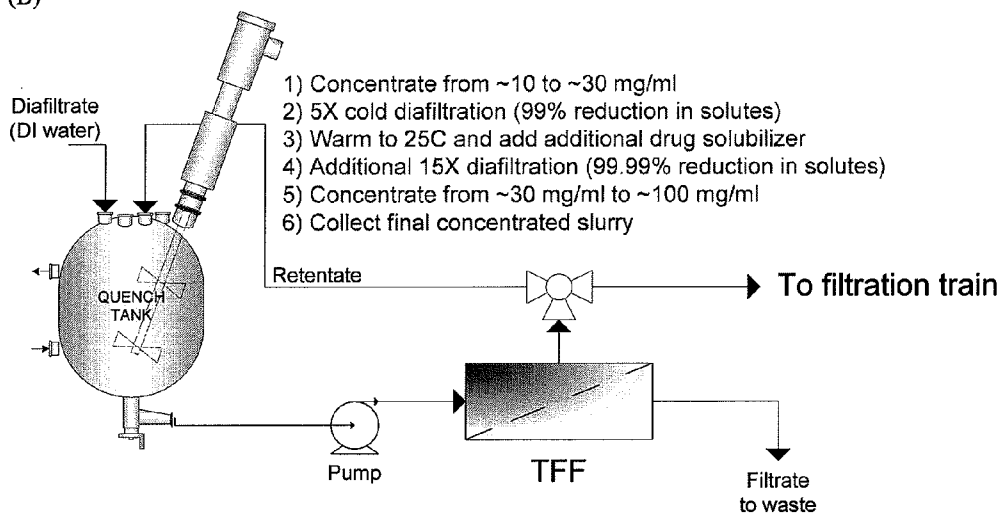 (B)
1) Concentrate from ~10 to ~30 mg/ml
2) 5X cold diafiltration (99% reduction in solutes)
3) Warm to 25C and add additional drug solubilizer
4) Additional 15X diafiltration (99.99% reduction in solutes)
5) Concentrate from ~30 mg/ml to ~100 mg/ml
6) Collect final concentrated slurry
Diafiltrate
(DI water)
Retentate
To filtration train
QUENCH
TANK
Pump
TFF
Filtrate
to waste